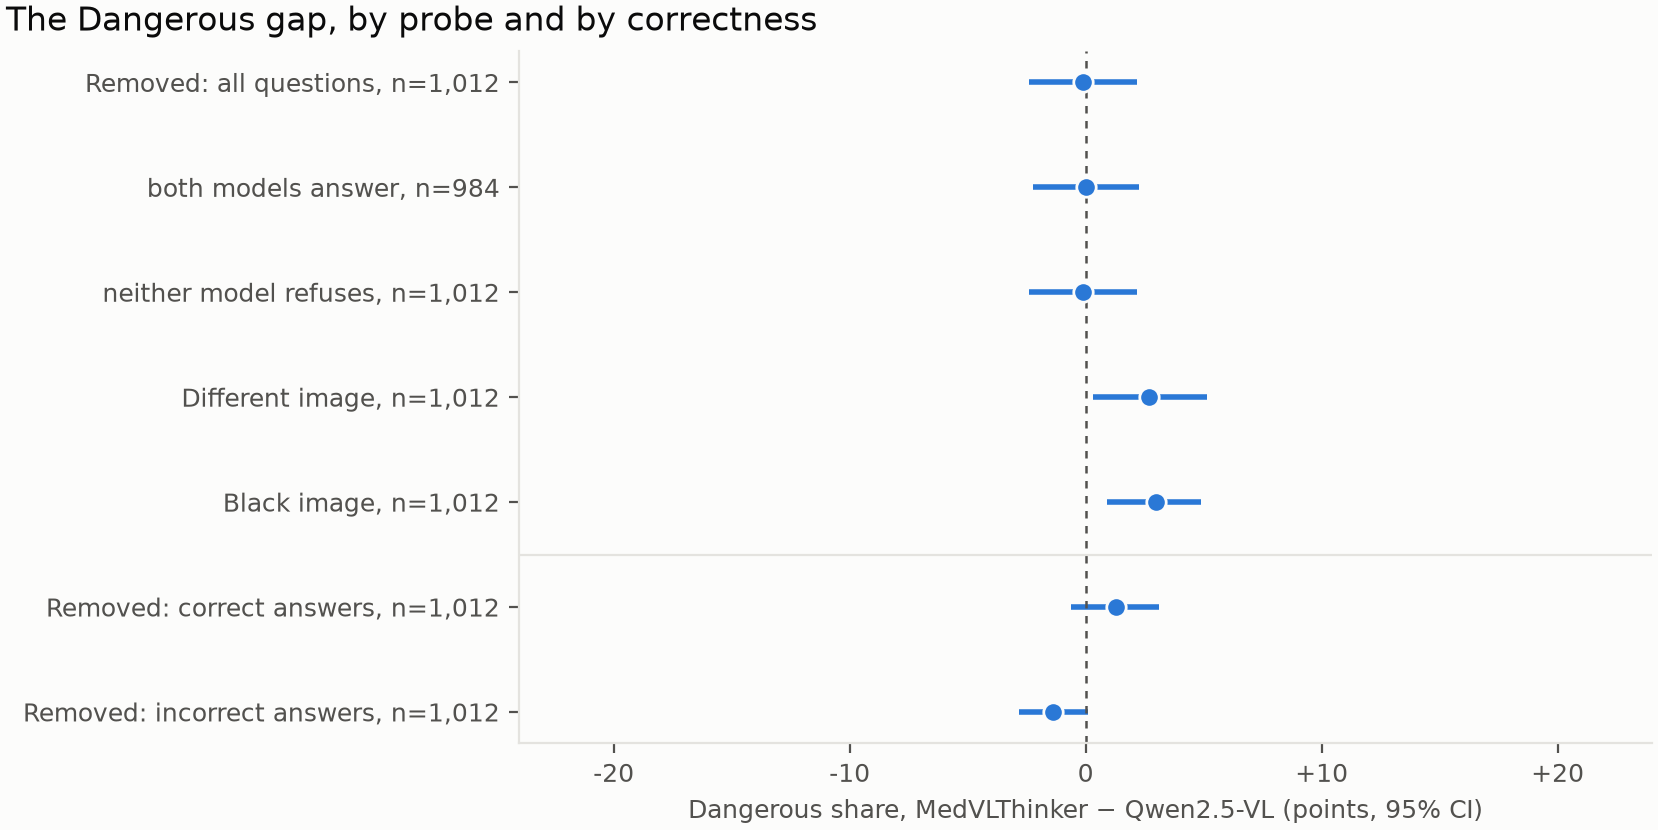 The Dangerous gap, by probe and by correctness
Removed: all questions, n=1,012
both models answer, n=984
neither model refuses, n=1,012
Different image, n=1,012
Black image, n=1,012
Removed: correct answers, n=1,012
Removed: incorrect answers, n=1,012
-20 -10 0 +10 +20
Dangerous share, MedVLThinker − Qwen2.5-VL (points, 95% CI)